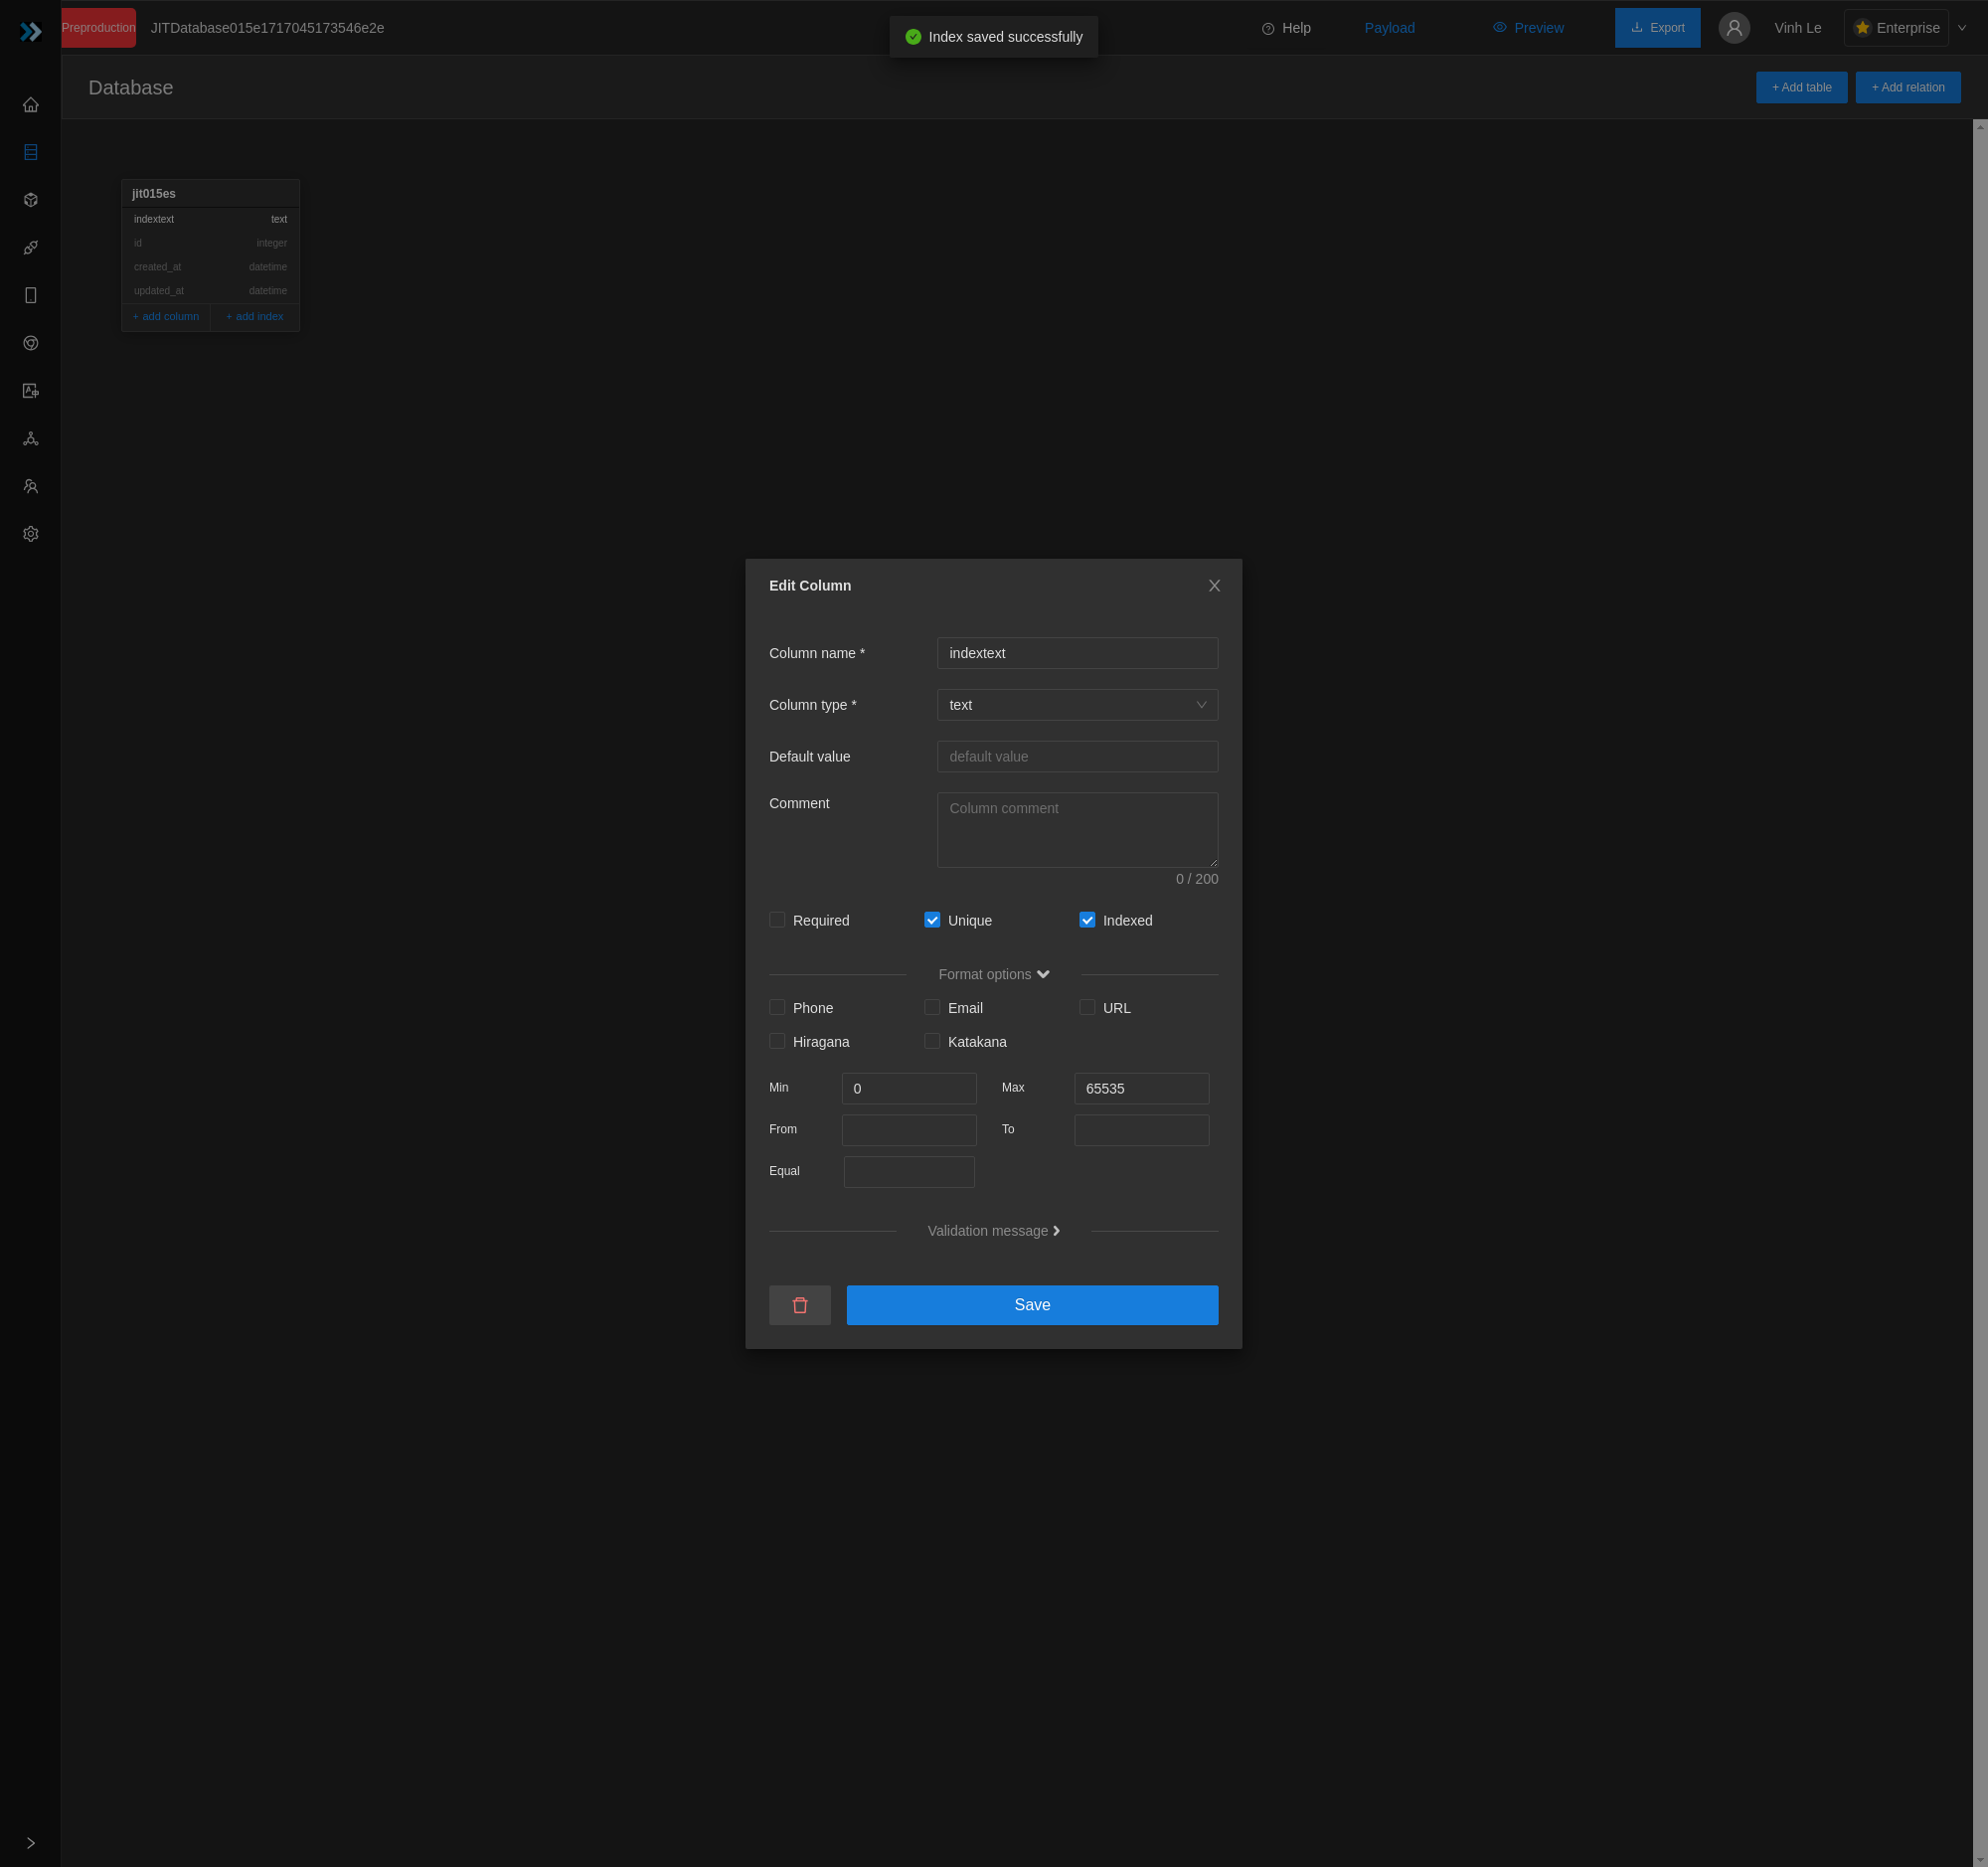 Preproduction JITDatabase015e1717045173546e2e Index saved successfully Help Payload Preview Export Vinh Le Enterprise
Database + Add table + Add relation
jit015es
indextext text
id integer
created_at datetime
updated_at datetime
+ add column + add index
Edit Column
Column name * indextext
Column type * text
Default value default value
Comment Column comment
0 / 200
Required Unique Indexed
Format options
Phone Email URL
Hiragana Katakana
Min 0 Max 65535
From To
Equal
Validation message
Save